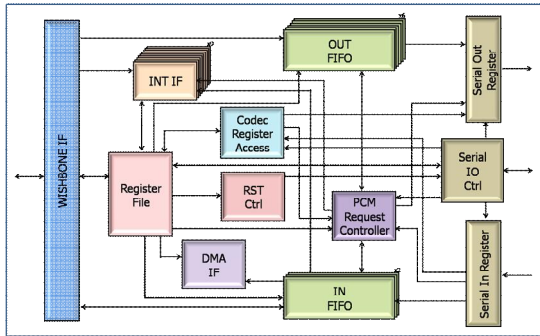 WISHBONE IF
INT IF
OUT
FIFO
Serial Out
Register
Codec
Register
Access
Register
File
RST
Ctrl
PCM
Request
Controller
Serial
IO
Ctrl
DMA
IF
IN
FIFO
Serial In Register